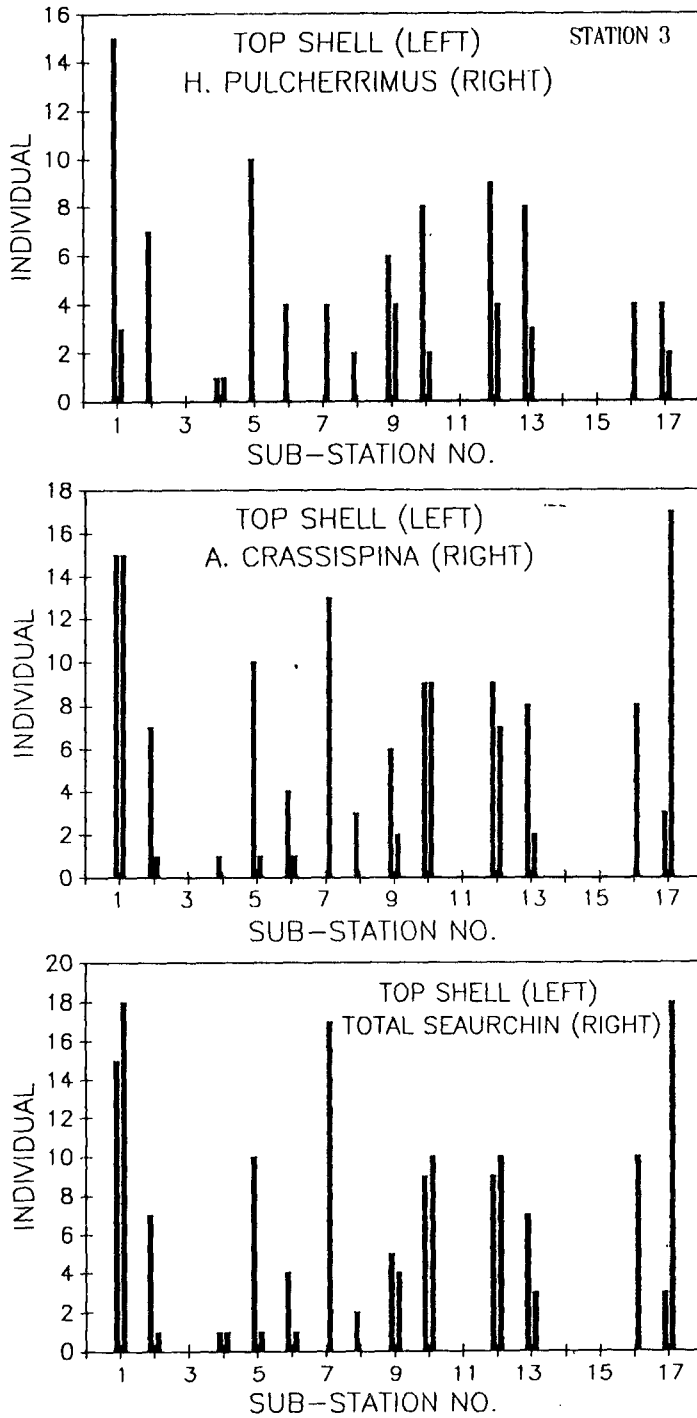 STATION 3
TOP SHELL (LEFT)
H. PULCHERRIMUS (RIGHT)
INDIVIDUAL
16
14
12
10
8
6
4
2
0
1 3 5 7 9 11 13 15 17
SUB-STATION NO.
TOP SHELL (LEFT)
A. CRASSISPINA (RIGHT)
INDIVIDUAL
18
16
14
12
10
8
6
4
2
0
1 3 5 7 9 11 13 15 17
SUB-STATION NO.
TOP SHELL (LEFT)
TOTAL SEAURCHIN (RIGHT)
INDIVIDUAL
20
18
16
14
12
10
8
6
4
2
0
1 3 5 7 9 11 13 15 17
SUB-STATION NO.